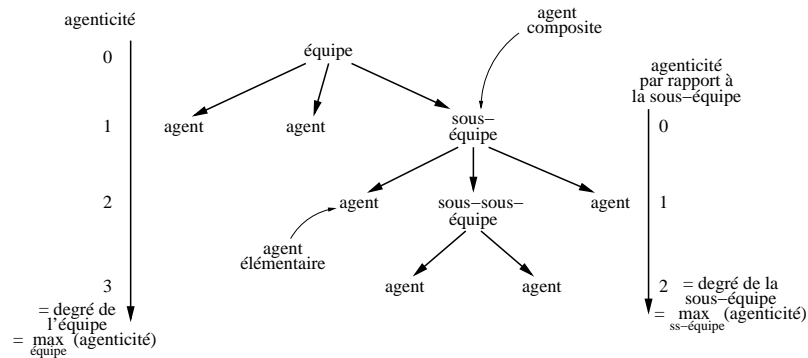 agenticité
agent
composite
0
équipe
agenticité
par rapport à
la sous−équipe
1
agent
agent
sous−
équipe
0
2
agent
sous−sous−
équipe
agent
1
agent
élémentaire
3
agent
agent
2
= degré de
l'équipe
= max (agenticité)
équipe
= degré de la
sous−équipe
= max (agenticité)
ss−équipe